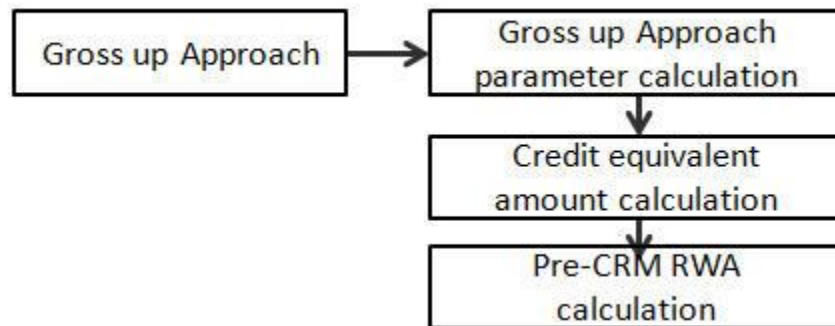 Gross up Approach
Gross up Approach
parameter calculation
Credit equivalent
amount calculation
Pre-CRM RWA
calculation